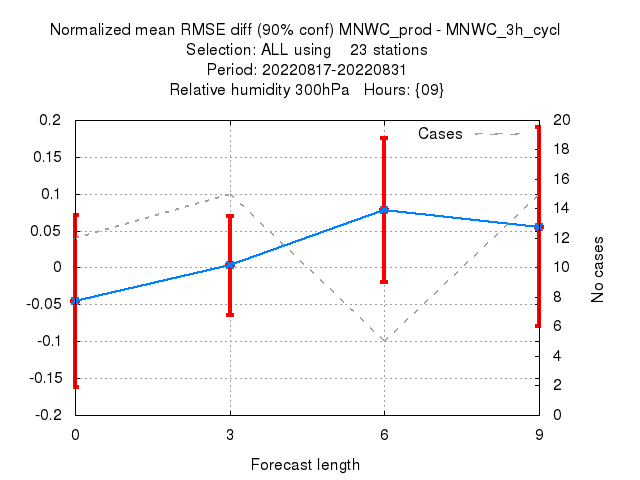 Normalized mean RMSE diff (90% conf) MNWC_prod - MNWC_3h_cycl
Selection: ALL using    23 stations
Period: 20220817-20220831
Relative humidity 300hPa   Hours: {09}
Cases
0.2
0.15
0.1
0.05
0
-0.05
-0.1
-0.15
-0.2
20
18
16
14
12
10
8
6
4
2
0
No cases
0 3 6 9
Forecast length